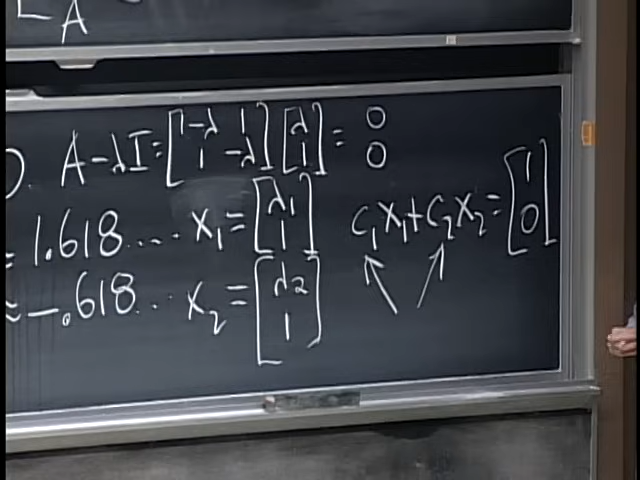 A
A-λI = [1-λ 1; 1 -λ] [λ; 1] = 0 0
= 1.618.... x₁ = [λ₁; 1] c₁x₁+c₂x₂ = [1; 0]
≈ -.618... x₂ = [λ₂; 1]